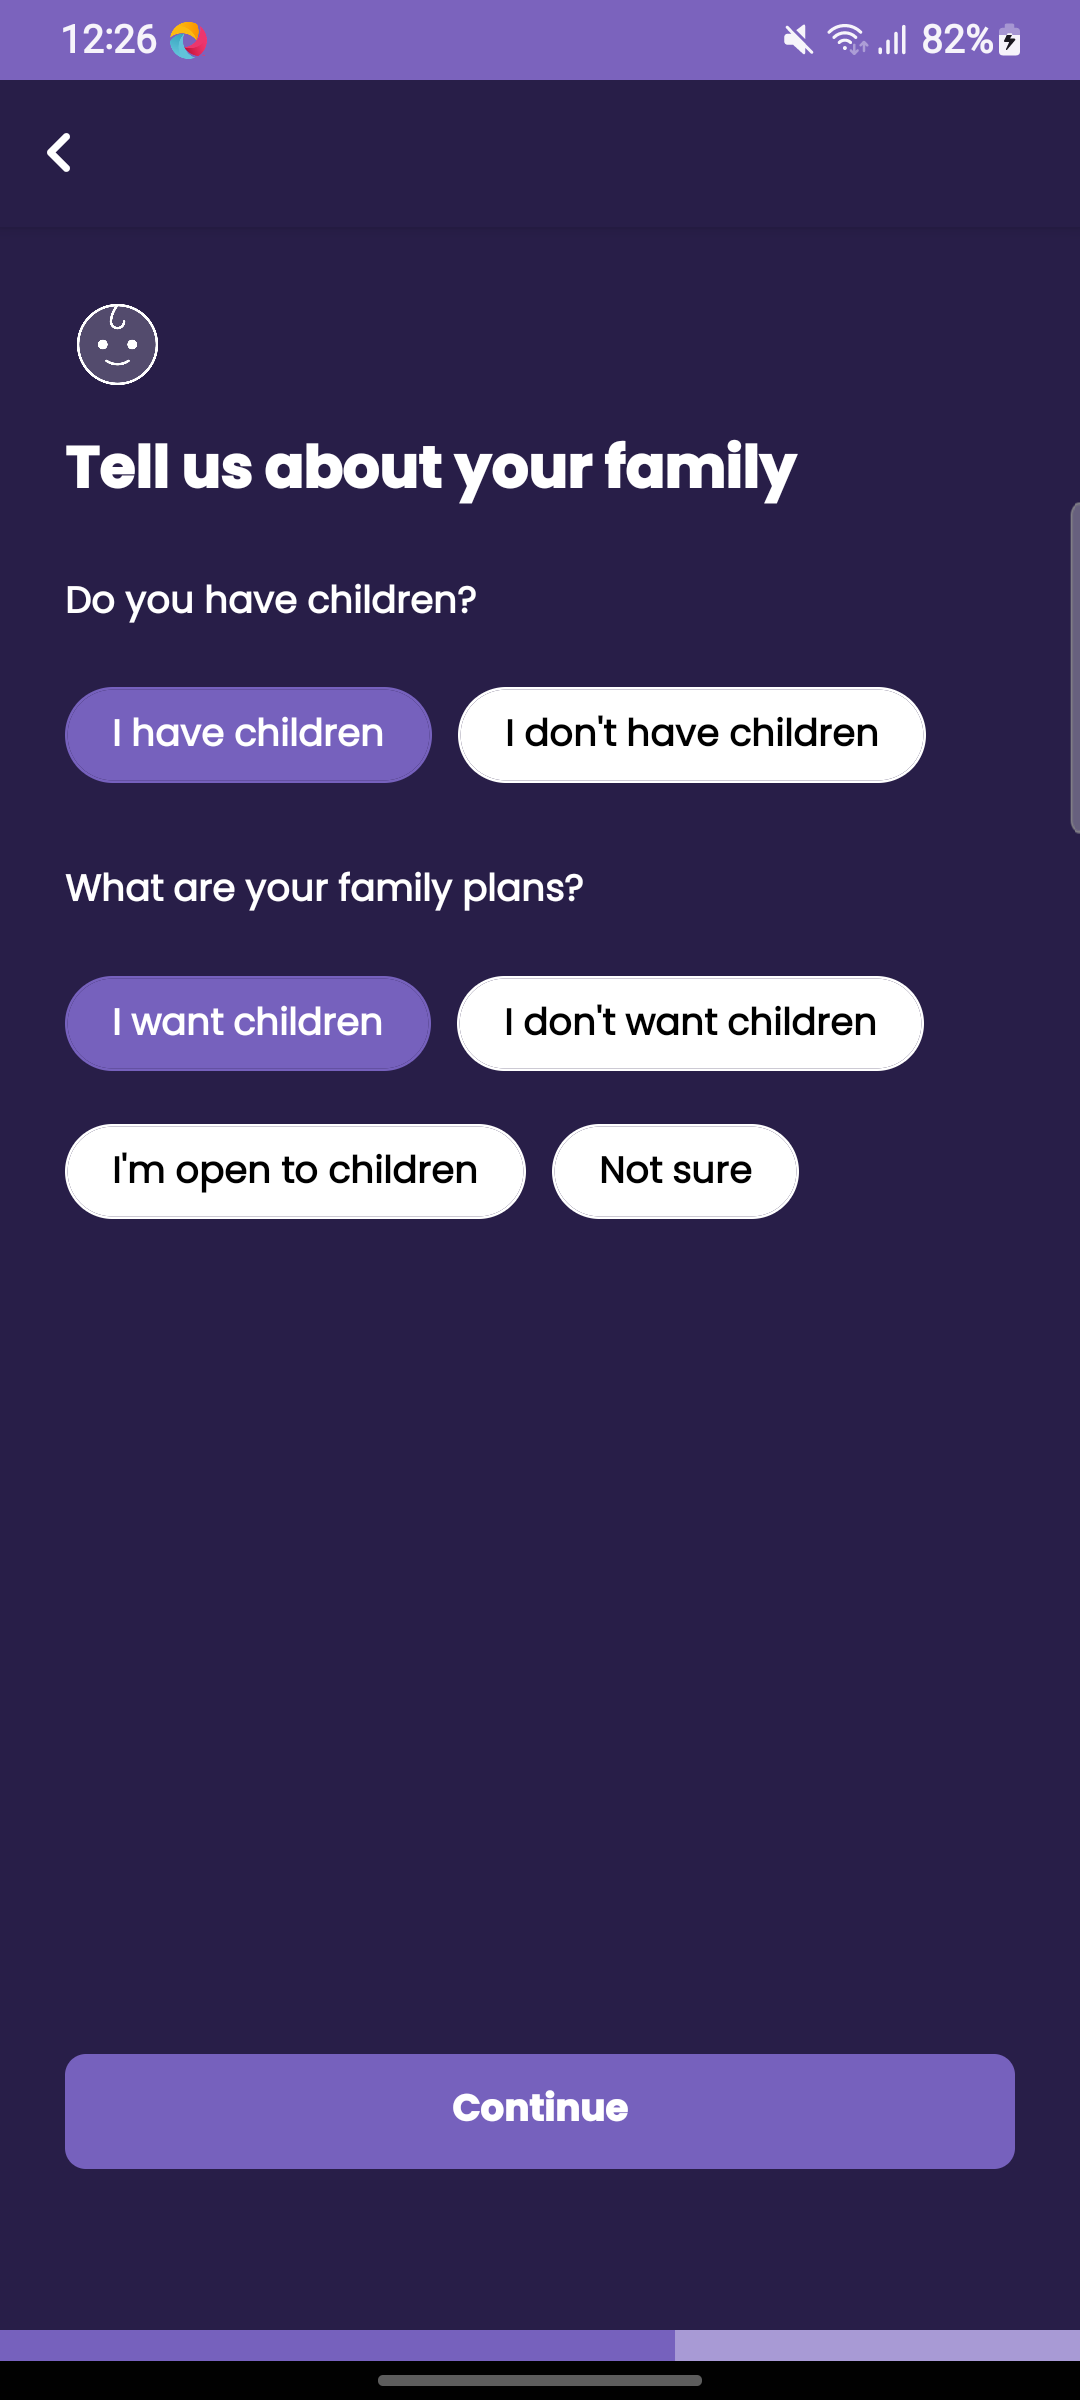 12:26 82%
Tell us about your family
Do you have children?
I have children I don't have children
What are your family plans?
I want children I don't want children
I'm open to children Not sure
Continue